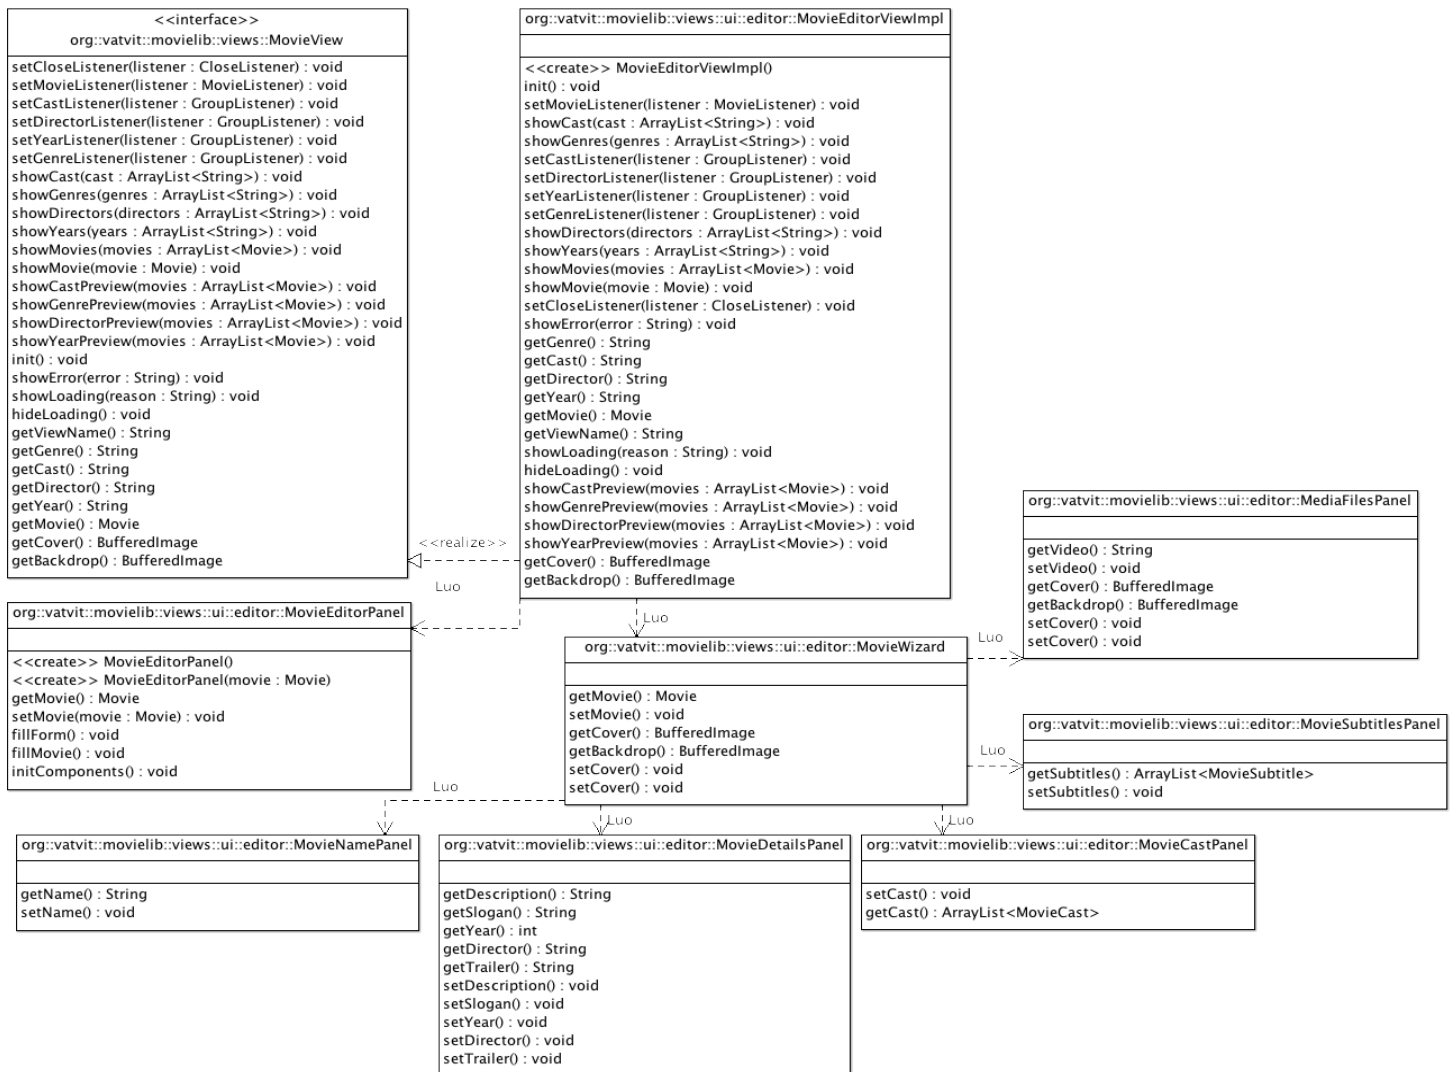 <<interface>>
org::vatvit::movielib::views::MovieView
setCloseListener(listener : CloseListener) : void
setMovieListener(listener : MovieListener) : void
setCastListener(listener : GroupListener) : void
setDirectorListener(listener : GroupListener) : void
setYearListener(listener : GroupListener) : void
setGenreListener(listener : GroupListener) : void
showCast(cast : ArrayList<String>) : void
showGenres(genres : ArrayList<String>) : void
showDirectors(directors : ArrayList<String>) : void
showYears(years : ArrayList<String>) : void
showMovies(movies : ArrayList<Movie>) : void
showMovie(movie : Movie) : void
showCastPreview(movies : ArrayList<Movie>) : void
showGenrePreview(movies : ArrayList<Movie>) : void
showDirectorPreview(movies : ArrayList<Movie>) : void
showYearPreview(movies : ArrayList<Movie>) : void
init() : void
showError(error : String) : void
showLoading(reason : String) : void
hideLoading() : void
getViewName() : String
getGenre() : String
getCast() : String
getDirector() : String
getYear() : String
getMovie() : Movie
getCover() : BufferedImage
getBackdrop() : BufferedImage
org::vatvit::movielib::views::ui::editor::MovieEditorViewImpl
<<create>> MovieEditorViewImpl()
init() : void
setMovieListener(listener : MovieListener) : void
showCast(cast : ArrayList<String>) : void
showGenres(genres : ArrayList<String>) : void
setCastListener(listener : GroupListener) : void
setDirectorListener(listener : GroupListener) : void
setYearListener(listener : GroupListener) : void
setGenreListener(listener : GroupListener) : void
showDirectors(directors : ArrayList<String>) : void
showYears(years : ArrayList<String>) : void
showMovies(movies : ArrayList<Movie>) : void
showMovie(movie : Movie) : void
setCloseListener(listener : CloseListener) : void
showError(error : String) : void
getGenre() : String
getCast() : String
getDirector() : String
getYear() : String
getMovie() : Movie
getViewName() : String
showLoading(reason : String) : void
hideLoading() : void
showCastPreview(movies : ArrayList<Movie>) : void
showGenrePreview(movies : ArrayList<Movie>) : void
showDirectorPreview(movies : ArrayList<Movie>) : void
showYearPreview(movies : ArrayList<Movie>) : void
getCover() : BufferedImage
getBackdrop() : BufferedImage
<<realize>>
Luo
Luo
org::vatvit::movielib::views::ui::editor::MovieEditorPanel
<<create>> MovieEditorPanel()
<<create>> MovieEditorPanel(movie : Movie)
getMovie() : Movie
setMovie(movie : Movie) : void
fillForm() : void
fillMovie() : void
initComponents() : void
org::vatvit::movielib::views::ui::editor::MovieWizard
getMovie() : Movie
setMovie() : void
getCover() : BufferedImage
getBackdrop() : BufferedImage
setCover() : void
setCover() : void
Luo
org::vatvit::movielib::views::ui::editor::MediaFilesPanel
getVideo() : String
setVideo() : void
getCover() : BufferedImage
getBackdrop() : BufferedImage
setCover() : void
setCover() : void
Luo
org::vatvit::movielib::views::ui::editor::MovieSubtitlesPanel
getSubtitles() : ArrayList<MovieSubtitle>
setSubtitles() : void
Luo
Luo
Luo
org::vatvit::movielib::views::ui::editor::MovieNamePanel
getName() : String
setName() : void
org::vatvit::movielib::views::ui::editor::MovieDetailsPanel
getDescription() : String
getSlogan() : String
getYear() : int
getDirector() : String
getTrailer() : String
setDescription() : void
setSlogan() : void
setYear() : void
setDirector() : void
setTrailer() : void
org::vatvit::movielib::views::ui::editor::MovieCastPanel
setCast() : void
getCast() : ArrayList<MovieCast>